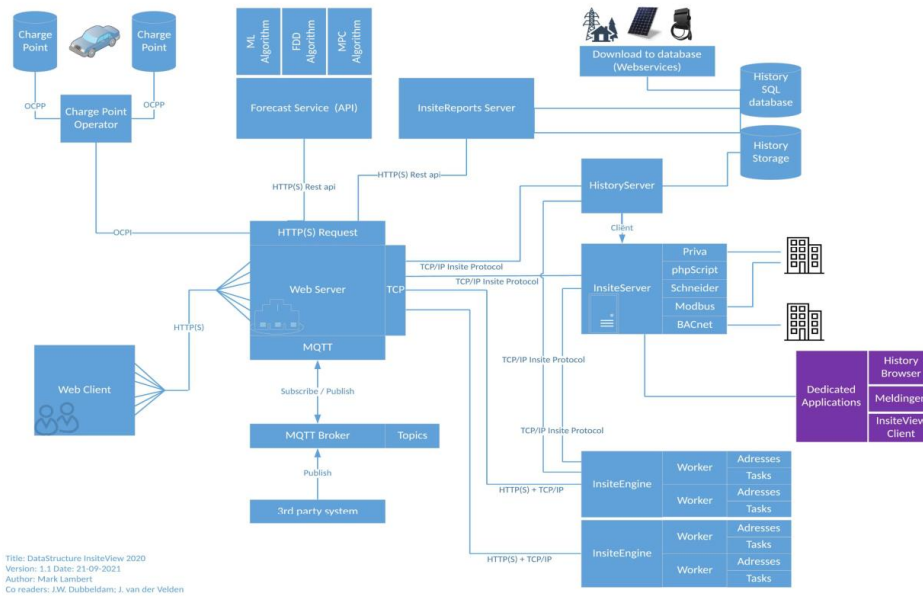 Charge
Point
Charge
Point
OCPP
OCPP
Charge Point
Operator
OCPI
ML
Algorithm
FDD
Algorithm
MPC
Algorithm
Forecast Service (API)
InsiteReports Server
Download to database
(Webservices)
History
SQL
database
History
Storage
HTTP(S) Rest api
HTTP(S) Rest api
HistoryServer
Client
HTTP(S) Request
Web Server
TCP
MQTT
TCP/IP Insite Protocol
TCP/IP Insite Protocol
InsiteServer
Priva
phpScript
Schneider
Modbus
BACnet
HTTP(S)
Web Client
TCP/IP Insite Protocol
TCP/IP Insite Protocol
Dedicated
Applications
History
Browser
Meldinger
InsiteView
Client
Subscribe / Publish
MQTT Broker
Topics
Publish
3rd party system
HTTP(S) + TCP/IP
HTTP(S) + TCP/IP
InsiteEngine
Worker
Adresses
Tasks
Worker
Adresses
Tasks
InsiteEngine
Worker
Adresses
Tasks
Worker
Adresses
Tasks
Title: DataStructure InsiteView 2020
Version: 1.1 Date: 21-09-2021
Author: Mark Lambert
Co readers: J.W. Dubbeldam; J. van der Velden